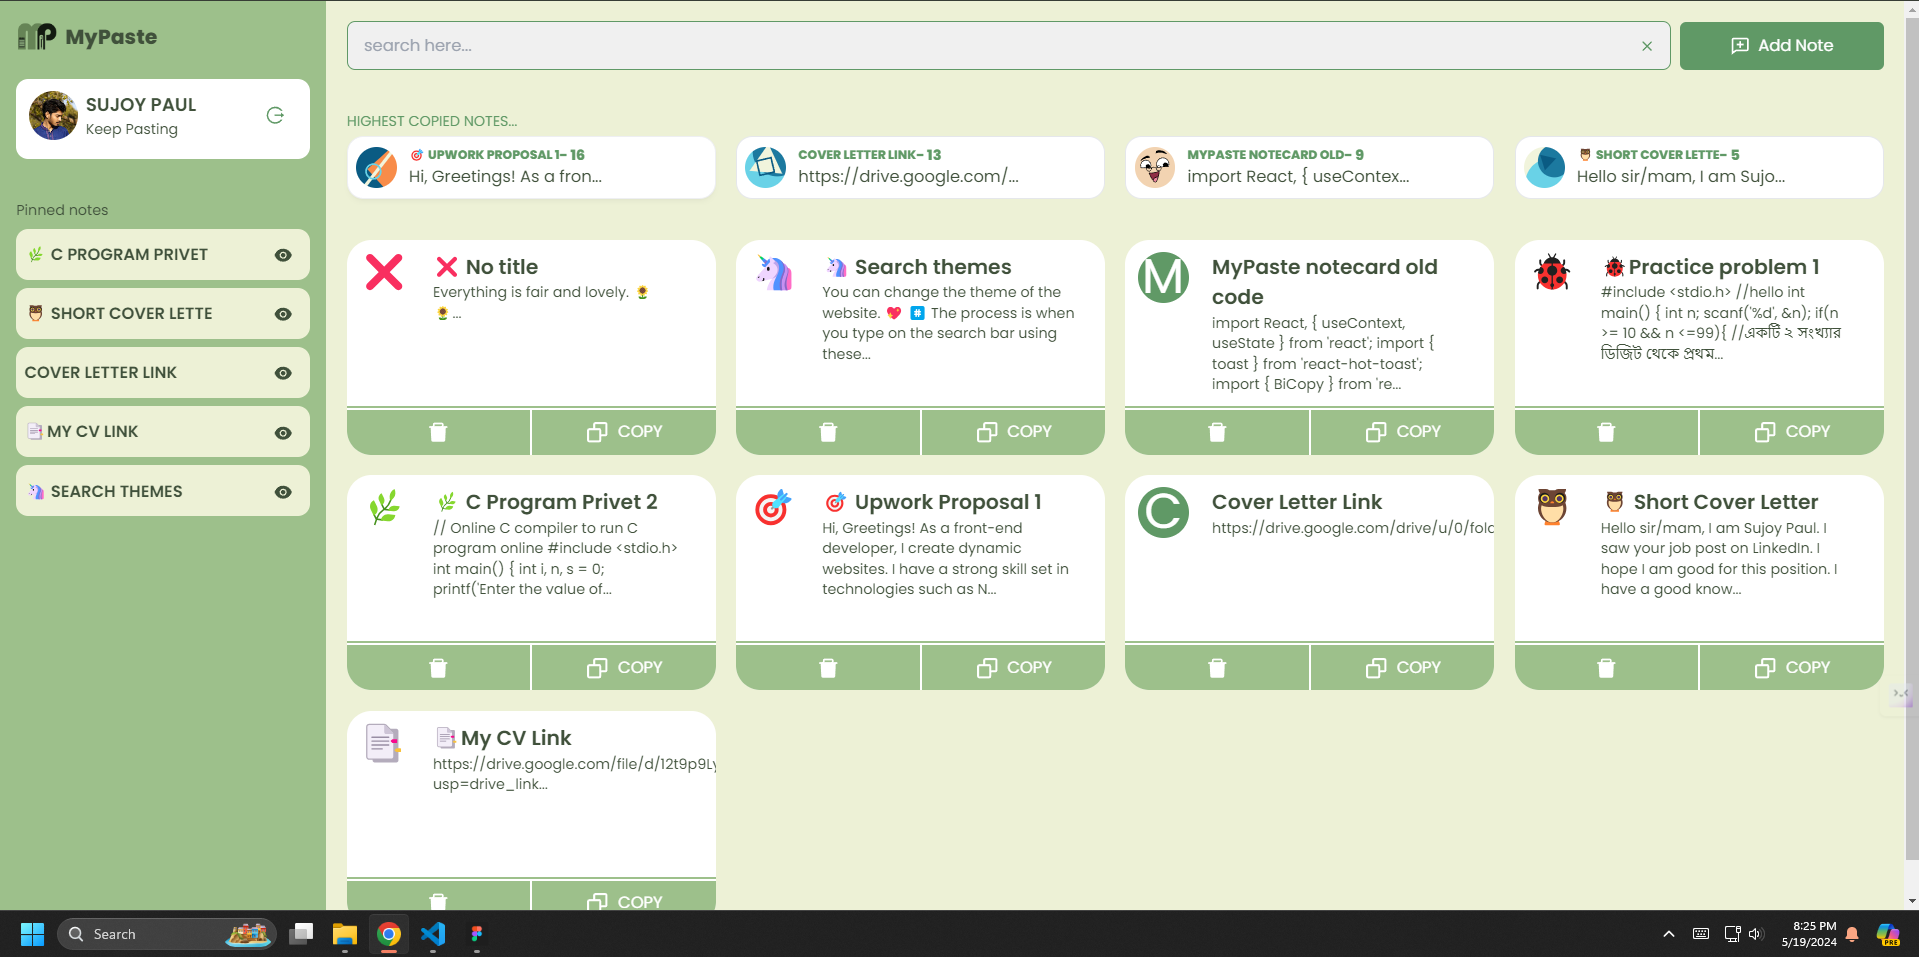 MyPaste
SUJOY PAUL
Keep Pasting
Pinned notes
🌿 C PROGRAM PRIVET
🦉 SHORT COVER LETTE
COVER LETTER LINK
📑 MY CV LINK
🦄 SEARCH THEMES
search here...
Add Note
HIGHEST COPIED NOTES...
🎯 UPWORK PROPOSAL 1- 16
Hi, Greetings! As a fron...
COVER LETTER LINK- 13
https://drive.google.com/...
MYPASTE NOTECARD OLD- 9
import React, { useContex...
🦉 SHORT COVER LETTE- 5
Hello sir/mam, I am Sujo...
❌ No title
Everything is fair and lovely. 🌻
🌻...
COPY
🦄 Search themes
You can change the theme of the
website. 💖 #️⃣ The process is when
you type on the search bar using
these...
COPY
M
MyPaste notecard old
code
import React, { useContext,
useState } from 'react'; import {
toast } from 'react-hot-toast';
import { BiCopy } from 're...
COPY
🐞Practice problem 1
#include <stdio.h> //hello int
main() { int n; scanf('%d', &n); if(n
>= 10 && n <=99){ //একটি ২ সংখ্যার
ডিজিট থেকে প্রথম...
COPY
🌿 C Program Privet 2
// Online C compiler to run C
program online #include <stdio.h>
int main() { int i, n, s = 0;
printf('Enter the value of...
COPY
🎯 Upwork Proposal 1
Hi, Greetings! As a front-end
developer, I create dynamic
websites. I have a strong skill set in
technologies such as N...
COPY
C
Cover Letter Link
https://drive.google.com/drive/u/0/fold
COPY
🦉 Short Cover Letter
Hello sir/mam, I am Sujoy Paul. I
saw your job post on LinkedIn. I
hope I am good for this position. I
have a good know...
COPY
📑 My CV Link
https://drive.google.com/file/d/12t9p9Ly
usp=drive_link...
COPY
Search
8:25 PM
5/19/2024
PRE